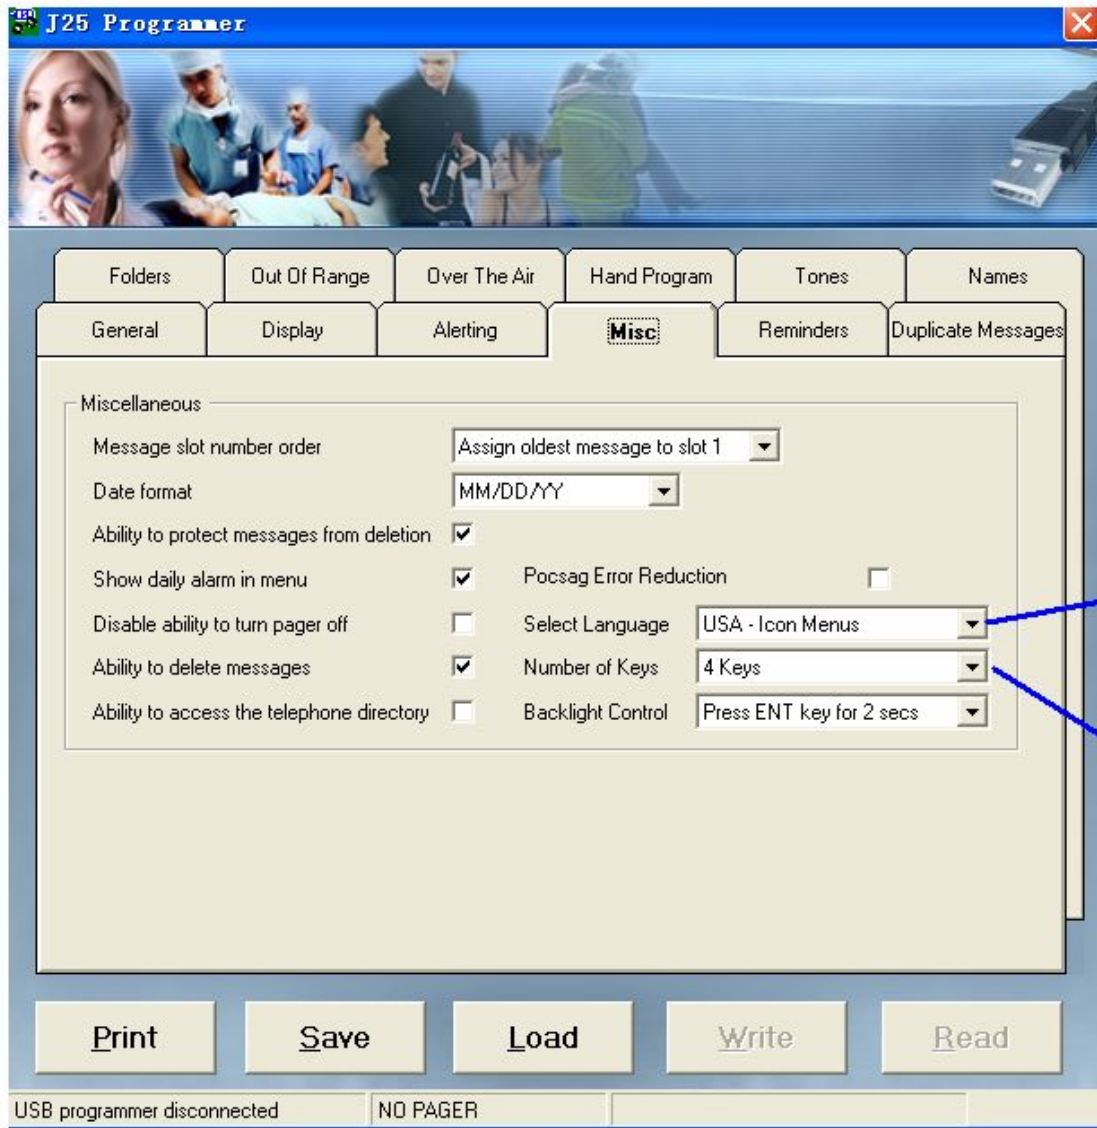 J25 Programmer
Folders
Out Of Range
Over The Air
Hand Program
Tones
Names
General
Display
Alerting
Misc
Reminders
Duplicate Messages
Miscellaneous
Message slot number order
Assign oldest message to slot 1
Date format
MM/DD/YY
Ability to protect messages from deletion
Show daily alarm in menu
Pocsag Error Reduction
Disable ability to turn pager off
Select Language
USA - Icon Menus
Ability to delete messages
Number of Keys
4 Keys
Ability to access the telephone directory
Backlight Control
Press ENT key for 2 secs
Print
Save
Load
Write
Read
USB programmer disconnected
NO PAGER